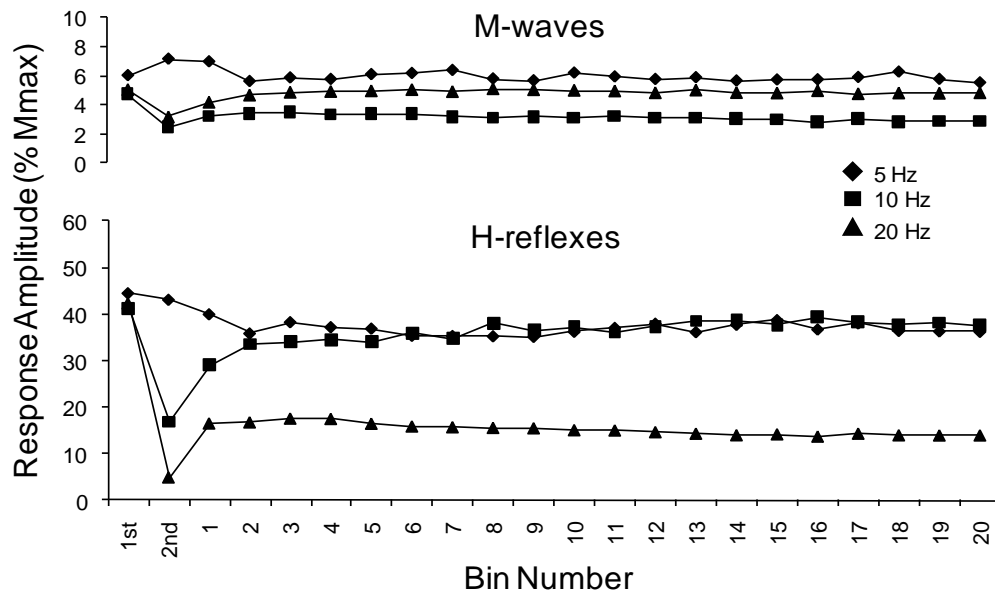 M-waves
10
8
6
4
2
0
Response Amplitude (% Mmax)
5 Hz
10 Hz
20 Hz
H-reflexes
60
50
40
30
20
10
0
1st 2nd 1 2 3 4 5 6 7 8 9 10 11 12 13 14 15 16 17 18 19 20
Bin Number